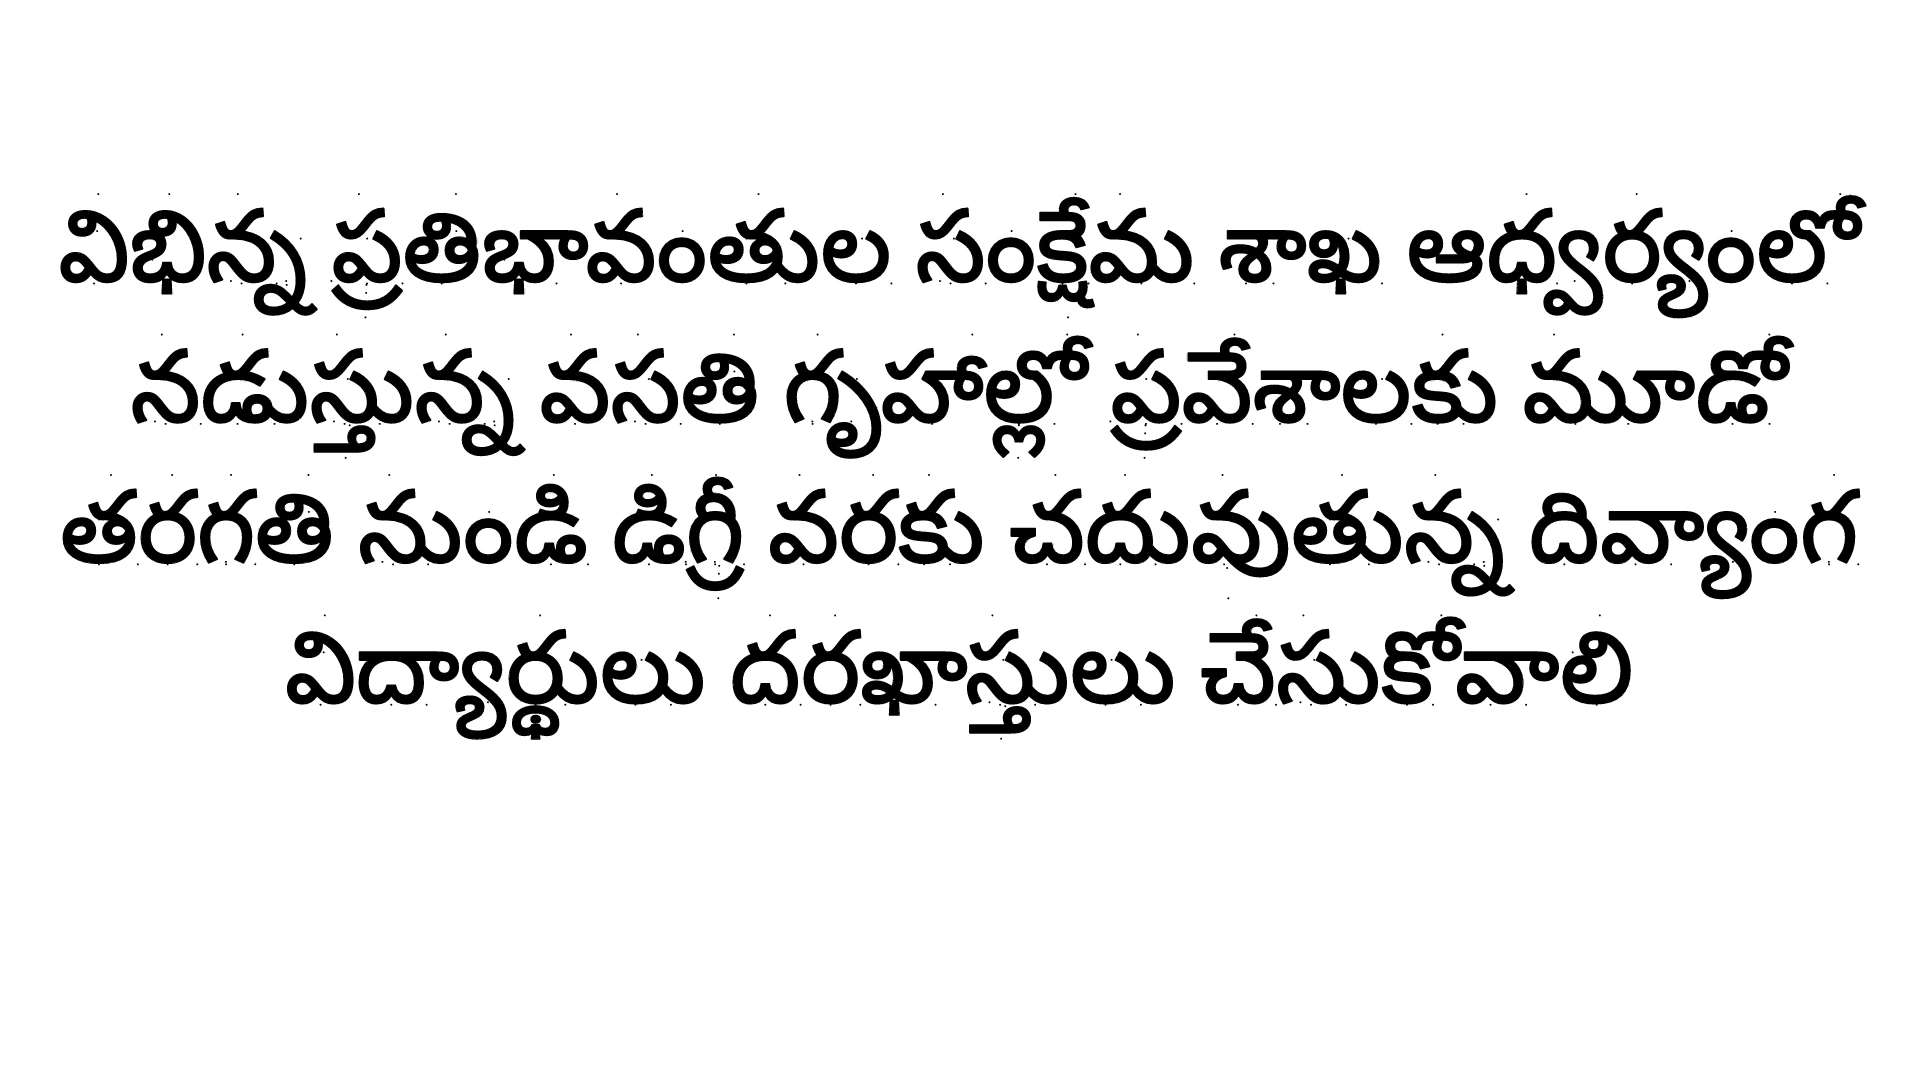 విభిన్న ప్రతిభావంతుల సంక్షేమ శాఖ ఆధ్వర్యంలో
నడుస్తున్న వసతి గృహాల్లో ప్రవేశాలకు మూడో
తరగతి నుండి డిగ్రీ వరకు చదువుతున్న దివ్యాంగ
విద్యార్థులు దరఖాస్తులు చేసుకోవాలి